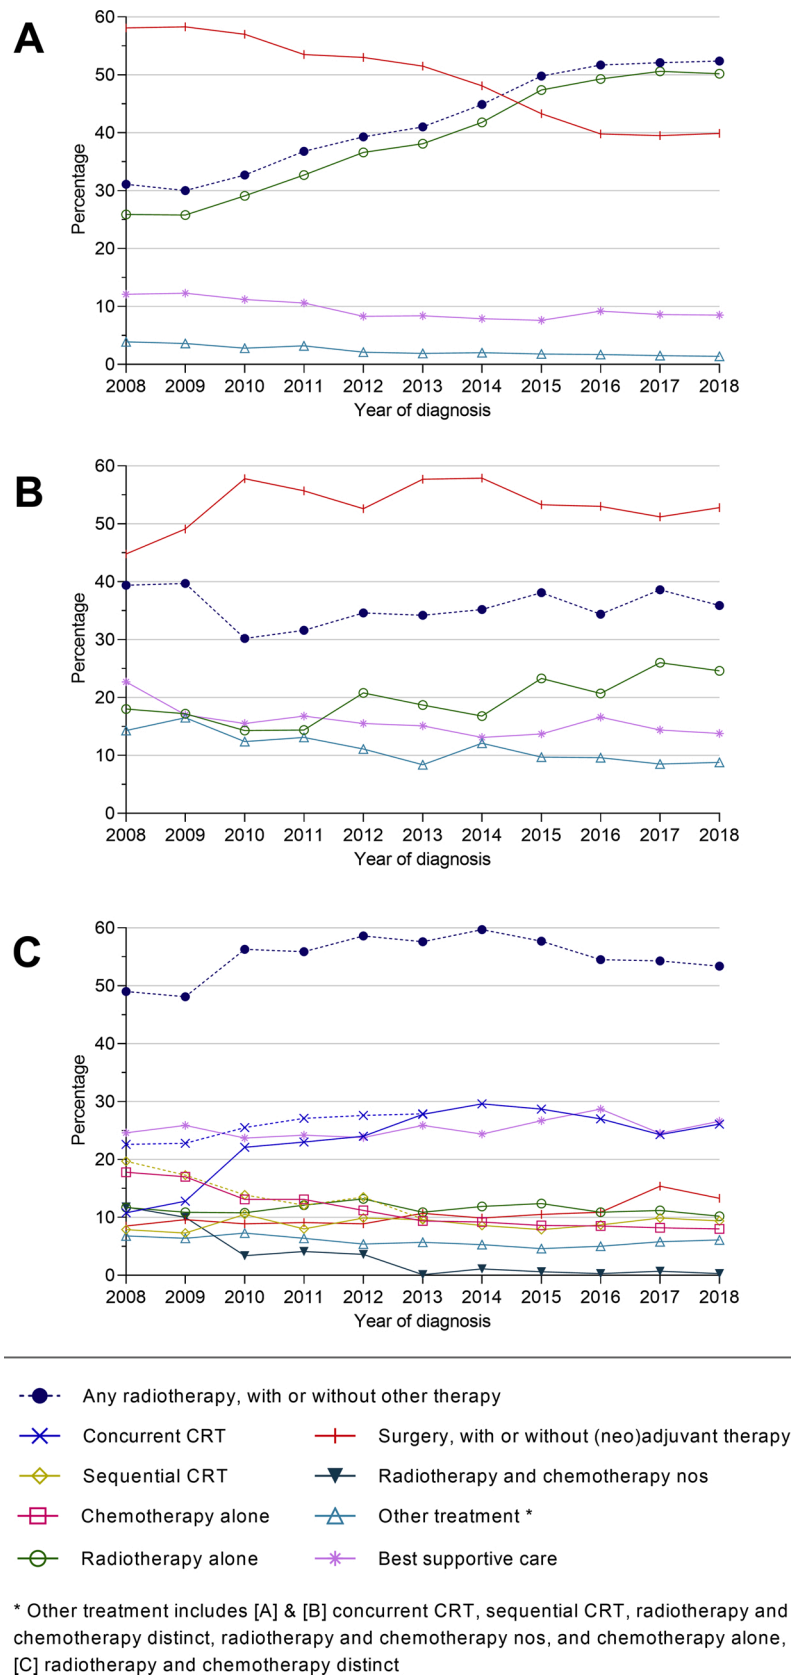 A
60
50
40
30
20
10
0
Percentage
2008 2009 2010 2011 2012 2013 2014 2015 2016 2017 2018
Year of diagnosis
B
60
50
40
30
20
10
0
Percentage
2008 2009 2010 2011 2012 2013 2014 2015 2016 2017 2018
Year of diagnosis
C
60
50
40
30
20
10
0
Percentage
2008 2009 2010 2011 2012 2013 2014 2015 2016 2017 2018
Year of diagnosis
Any radiotherapy, with or without other therapy
Concurrent CRT
Surgery, with or without (neo)adjuvant therapy
Sequential CRT
Radiotherapy and chemotherapy nos
Chemotherapy alone
Other treatment *
Radiotherapy alone
Best supportive care
* Other treatment includes [A] & [B] concurrent CRT, sequential CRT, radiotherapy and
chemotherapy distinct, radiotherapy and chemotherapy nos, and chemotherapy alone,
[C] radiotherapy and chemotherapy distinct